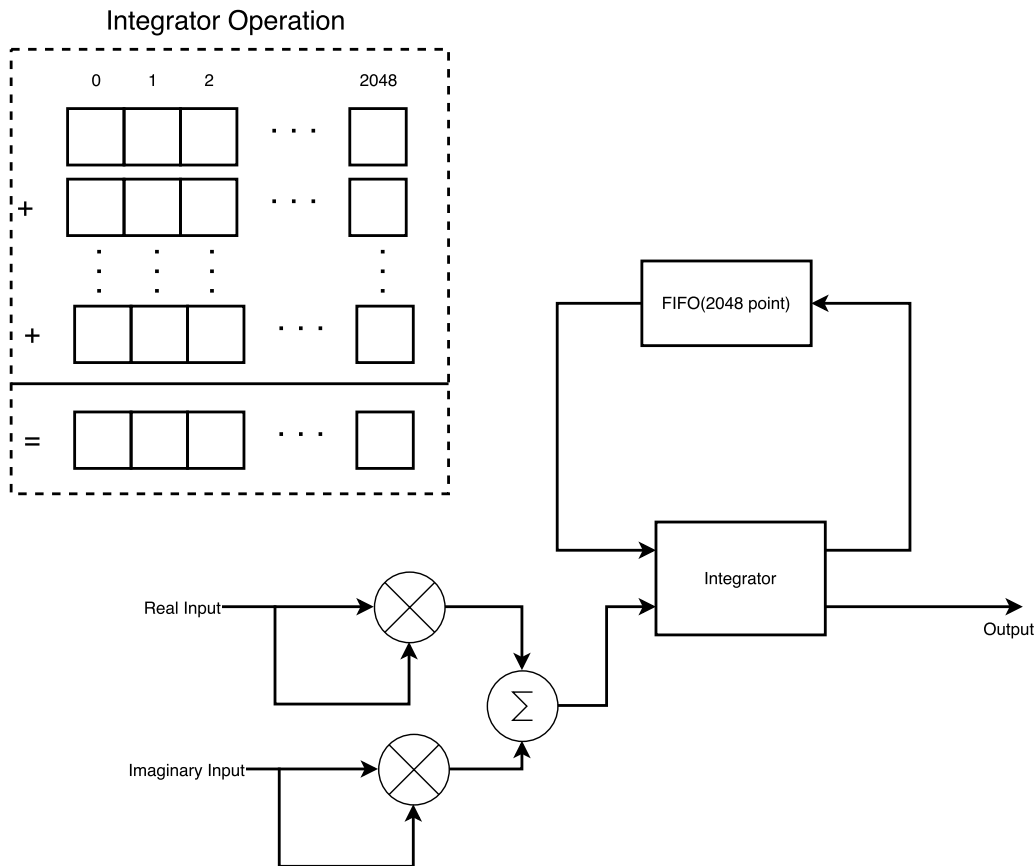 Integrator Operation
0 1 2 2048
. . .
+
. . .
+
. . .
=
. . .
FIFO(2048 point)
Integrator
Real Input
Output
Σ
Imaginary Input